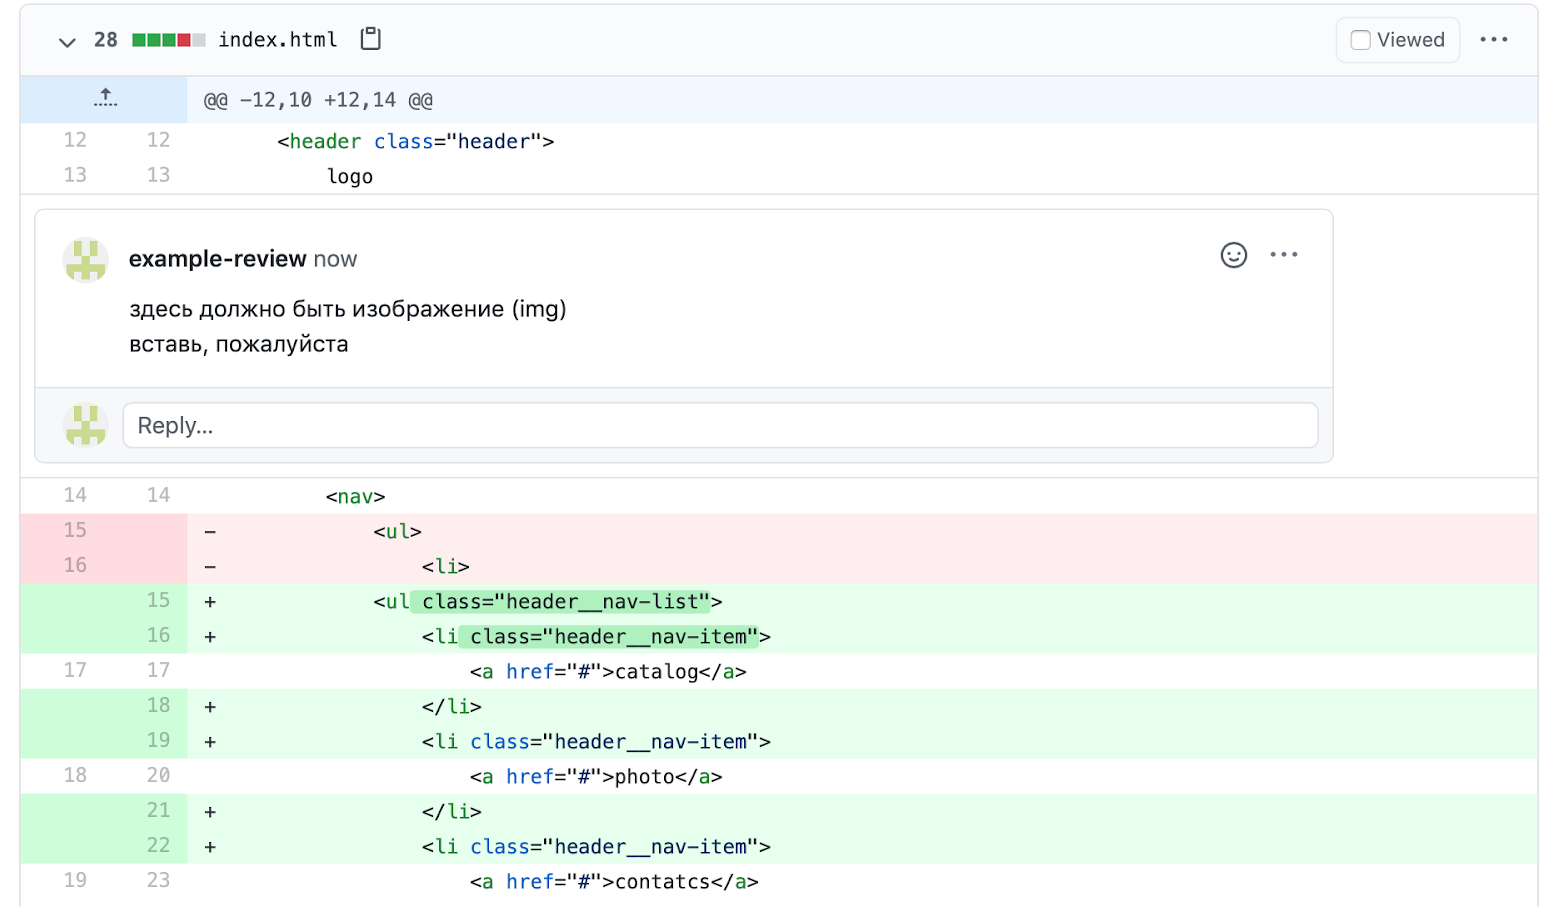 28 index.html Viewed
@@ -12,10 +12,14 @@
12 12 <header class="header">
13 13 logo
example-review now
здесь должно быть изображение (img)
вставь, пожалуйста
Reply...
14 14 <nav>
15 - <ul>
16 - <li>
15 + <ul class="header__nav-list">
16 + <li class="header__nav-item">
17 17 <a href="#">catalog</a>
18 + </li>
19 + <li class="header__nav-item">
18 20 <a href="#">photo</a>
21 + </li>
22 + <li class="header__nav-item">
19 23 <a href="#">contatcs</a>